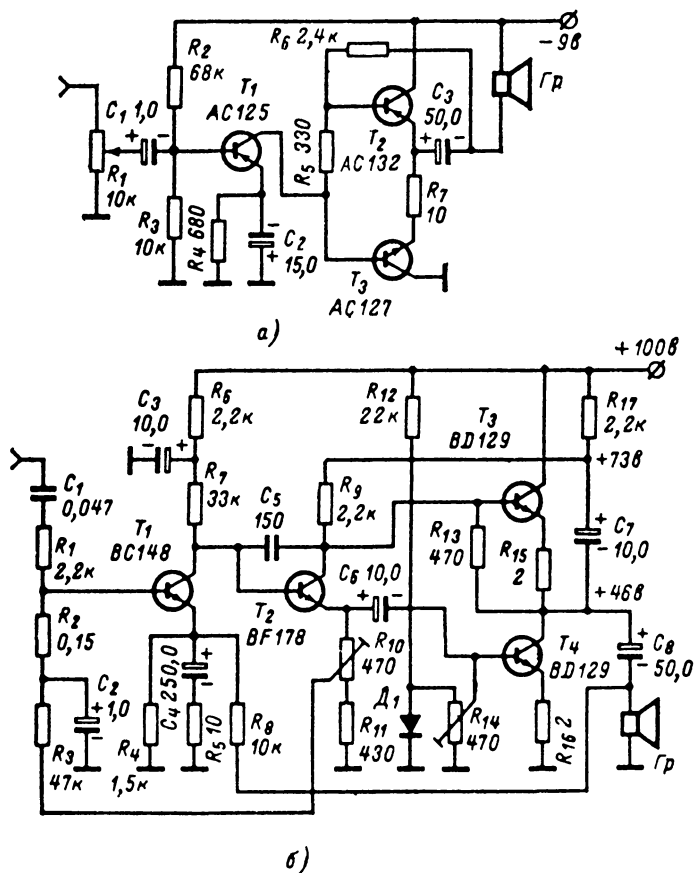 R6 2,4к
- 9в
R2
68к
T1
AC125
Гр
C1 1,0
+ -
C3
50,0
+ -
T2
AC132
R5 330
R1
10к
R7
10
R3
10к
R4 680
-
+
C2
15,0
T3
AC127
а)
+ 100в
C3
10,0
- +
R6
2,2к
R12
22к
T3
BD129
R17
2,2к
+73в
C1
0,047
R7
33к
C5
150
R9
2,2к
T1
BC148
R13
470
R15
2
+
-
C7
10,0
R1
2,2к
C6 10,0
+ -
+46в
T2
BF178
R2
0,15
R10
470
T4
BD129
+
-
C8
50,0
C4 250,0
+
-
C2
1,0
+
-
Д1
R14
470
R5 10
R8
10к
R11
430
R16 2
R3
47к
R4
1,5к
Гр
б)